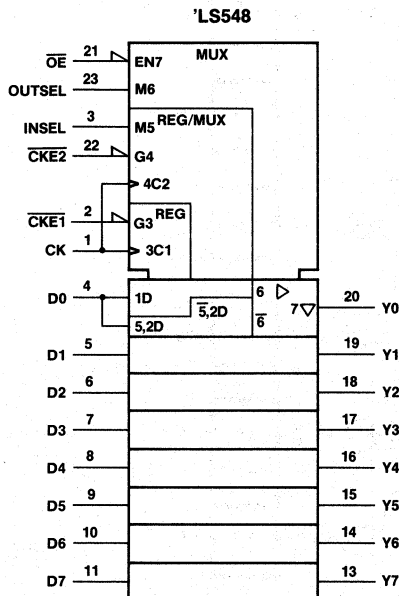 'LS548
MUX
OE 21 EN7
OUTSEL 23 M6
INSEL 3 M5 REG/MUX
CKE2 22 G4
4C2
CKE1 2 G3 REG
CK 1 3C1
D0 4 1D 5,2D 6 7 20 Y0
5,2D 6
D1 5 19 Y1
D2 6 18 Y2
D3 7 17 Y3
D4 8 16 Y4
D5 9 15 Y5
D6 10 14 Y6
D7 11 13 Y7